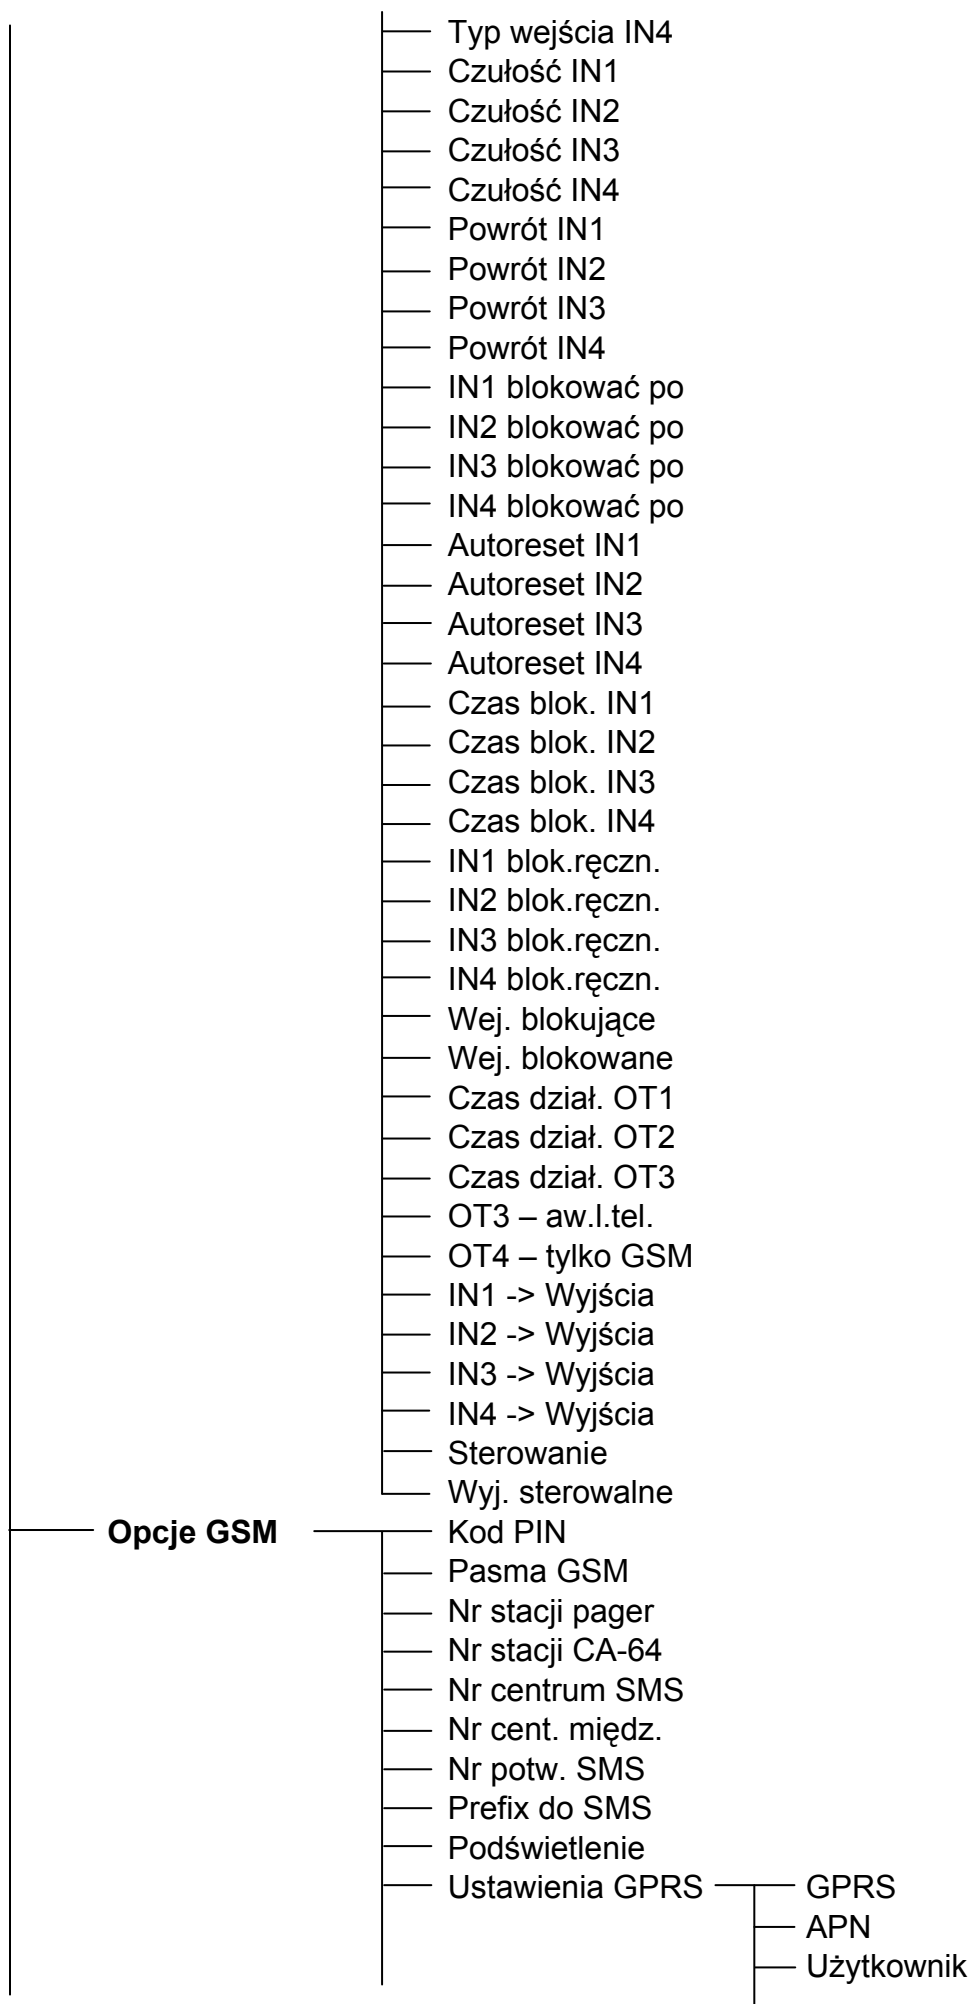 Typ wejścia IN4
Czułość IN1
Czułość IN2
Czułość IN3
Czułość IN4
Powrót IN1
Powrót IN2
Powrót IN3
Powrót IN4
IN1 blokować po
IN2 blokować po
IN3 blokować po
IN4 blokować po
Autoreset IN1
Autoreset IN2
Autoreset IN3
Autoreset IN4
Czas blok. IN1
Czas blok. IN2
Czas blok. IN3
Czas blok. IN4
IN1 blok.ręczn.
IN2 blok.ręczn.
IN3 blok.ręczn.
IN4 blok.ręczn.
Wej. blokujące
Wej. blokowane
Czas dział. OT1
Czas dział. OT2
Czas dział. OT3
OT3 – aw.l.tel.
OT4 – tylko GSM
IN1 -> Wyjścia
IN2 -> Wyjścia
IN3 -> Wyjścia
IN4 -> Wyjścia
Sterowanie
Wyj. sterowalne
Opcje GSM Kod PIN
Pasma GSM
Nr stacji pager
Nr stacji CA-64
Nr centrum SMS
Nr cent. międz.
Nr potw. SMS
Prefix do SMS
Podświetlenie
Ustawienia GPRS GPRS
APN
Użytkownik